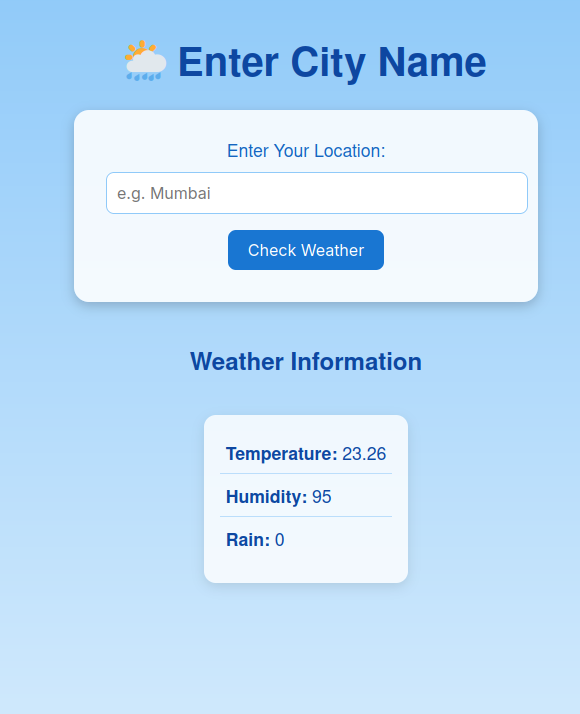 Enter City Name
Enter Your Location:
e.g. Mumbai
Check Weather
Weather Information
Temperature: 23.26
Humidity: 95
Rain: 0